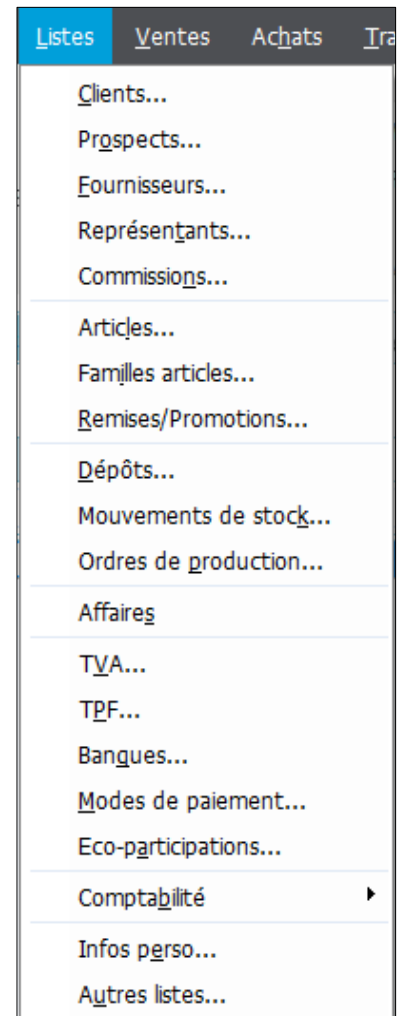 Listes Ventes Achats Tra
Clients...
Prospects...
Fournisseurs...
Représentants...
Commissions...
Articles...
Familles articles...
Remises/Promotions...
Dépôts...
Mouvements de stock...
Ordres de production...
Affaires
TVA...
TPF...
Banques...
Modes de paiement...
Eco-participations...
Comptabilité
Infos perso...
Autres listes...